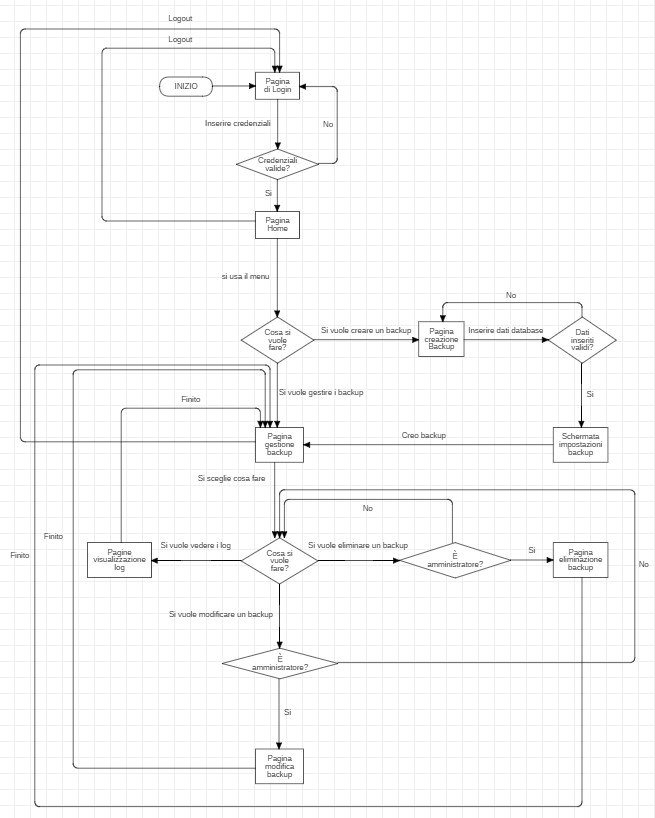 Logout
Logout
INIZIO
Pagina
di Login
Inserire credenziali
No
Credenziali
valide?
Si
Pagina
Home
si usa il menu
No
Cosa si
vuole
fare?
Si vuole creare un backup
Pagina
creazione
Backup
Inserire dati database
Dati
inseriti
validi?
Si vuole gestire i backup
Si
Finito
Pagina
gestione
backup
Creo backup
Schermata
impostazioni
backup
Si sceglie cosa fare
No
Finito
Finito
Pagine
visualizzazione
log
Si vuole vedere i log
Cosa si
vuole
fare?
Si vuole eliminare un backup
È
amministratore?
Si
Pagina
eliminazione
backup
No
Si vuole modificare un backup
È
amministratore?
Si
Pagina
modifica
backup